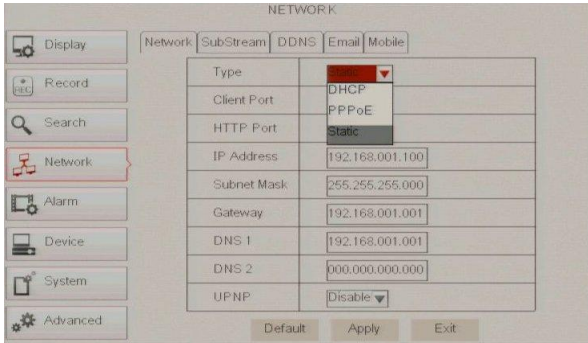 NETWORK
Display
Record
REC
Search
Network
Alarm
Device
System
Advanced
Network SubStream DDNS Email Mobile
Type Static
DHCP
PPPoE
Static
Client Port
HTTP Port
IP Address 192.168.001.100
Subnet Mask 255.255.255.000
Gateway 192.168.001.001
DNS 1 192.168.001.001
DNS 2 000.000.000.000
UPNP Disable
Default Apply Exit